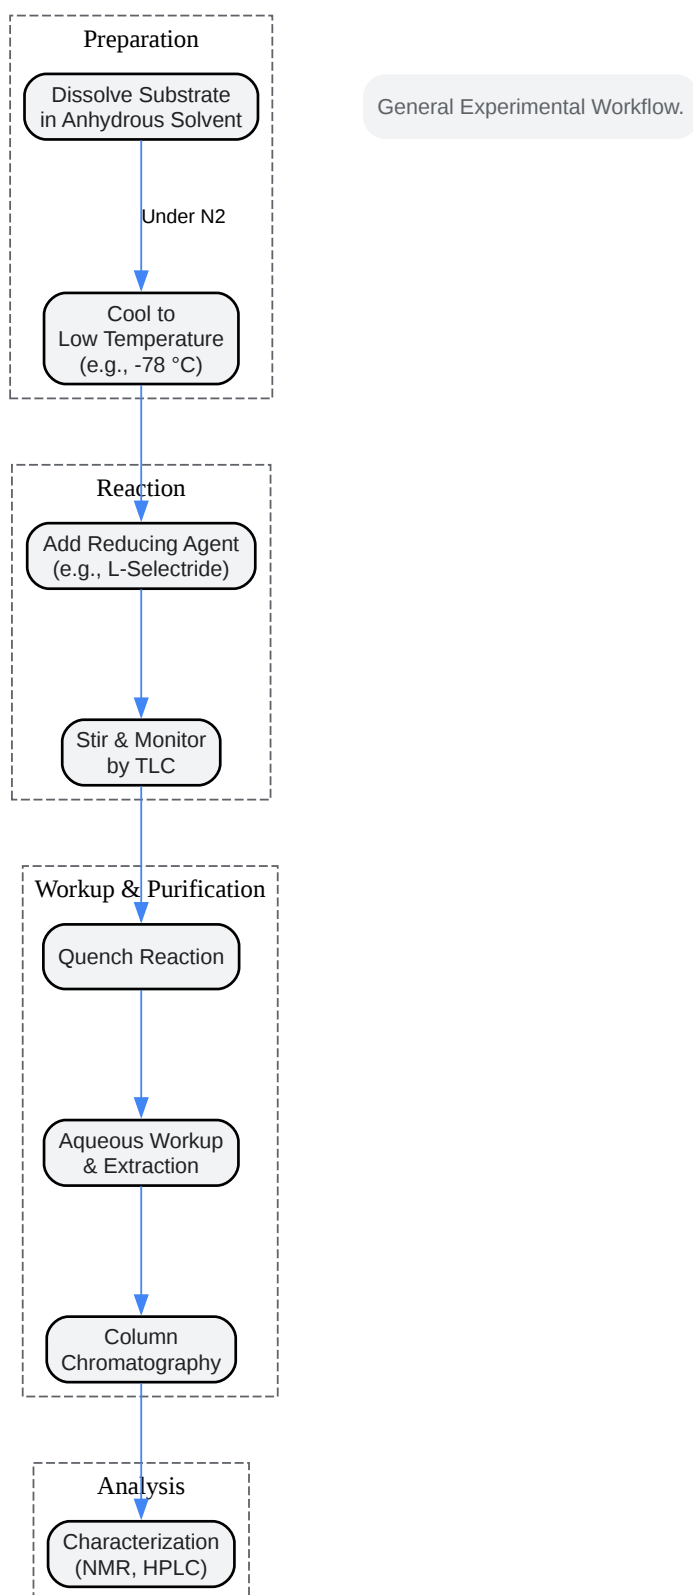 Preparation
Dissolve Substrate
in Anhydrous Solvent
General Experimental Workflow.
Under N2
Cool to
Low Temperature
(e.g., -78 °C)
Reaction
Add Reducing Agent
(e.g., L-Selectride)
Stir & Monitor
by TLC
Workup & Purification
Quench Reaction
Aqueous Workup
& Extraction
Column
Chromatography
Analysis
Characterization
(NMR, HPLC)